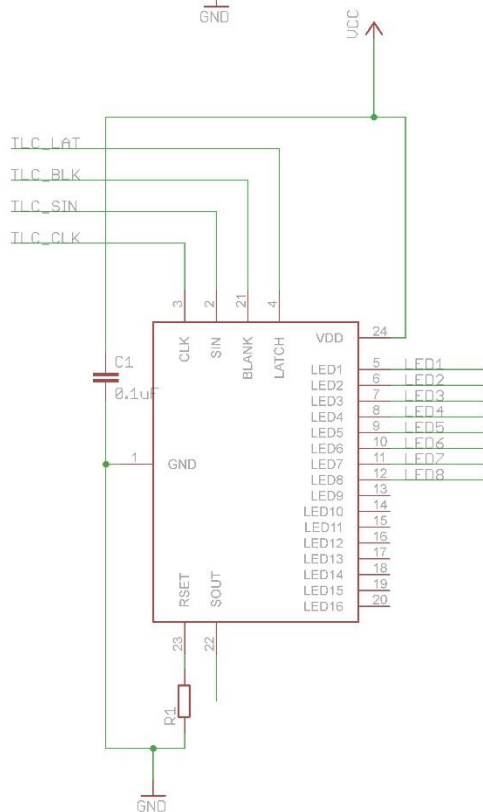 GND
VCC
TLC_LAT
TLC_BLK
TLC_SIN
TLC_CLK
3
2
21
4
CLK
SIN
BLANK
LATCH
VDD 24
LED1 5 LED1
LED2 6 LED2
LED3 7 LED3
LED4 8 LED4
LED5 9 LED5
LED6 10 LED6
LED7 11 LED7
LED8 12 LED8
LED9 13
LED10 14
LED11 15
LED12 16
LED13 17
LED14 18
LED15 19
LED16 20
C1
0.1uF
1 GND
RSET
SOUT
23
22
R1
GND